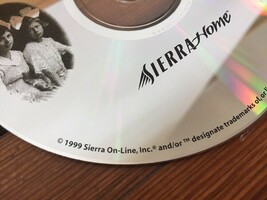 SIERRA Home®
© 1999 Sierra On-Line, Inc.® and/or ™ designate trademarks of, or